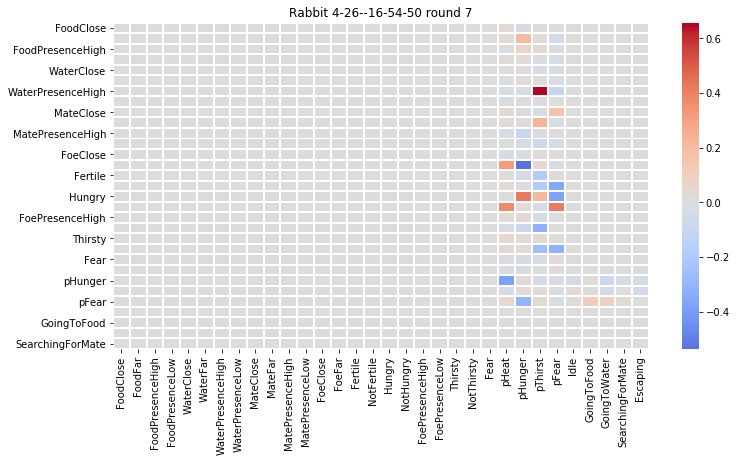 Rabbit 4-26--16-54-50 round 7
FoodClose
FoodPresenceHigh
WaterClose
WaterPresenceHigh
MateClose
MatePresenceHigh
FoeClose
Fertile
Hungry
FoePresenceHigh
Thirsty
Fear
pHunger
pFear
GoingToFood
SearchingForMate
0.6
0.4
0.2
0.0
−0.2
−0.4
FoodClose
FoodFar
FoodPresenceHigh
FoodPresenceLow
WaterClose
WaterFar
WaterPresenceHigh
WaterPresenceLow
MateClose
MateFar
MatePresenceHigh
MatePresenceLow
FoeClose
FoeFar
Fertile
NotFertile
Hungry
NotHungry
FoePresenceHigh
FoePresenceLow
Thirsty
NotThirsty
Fear
pHeat
pHunger
pThirst
pFear
Idle
GoingToFood
GoingToWater
SearchingForMate
Escaping